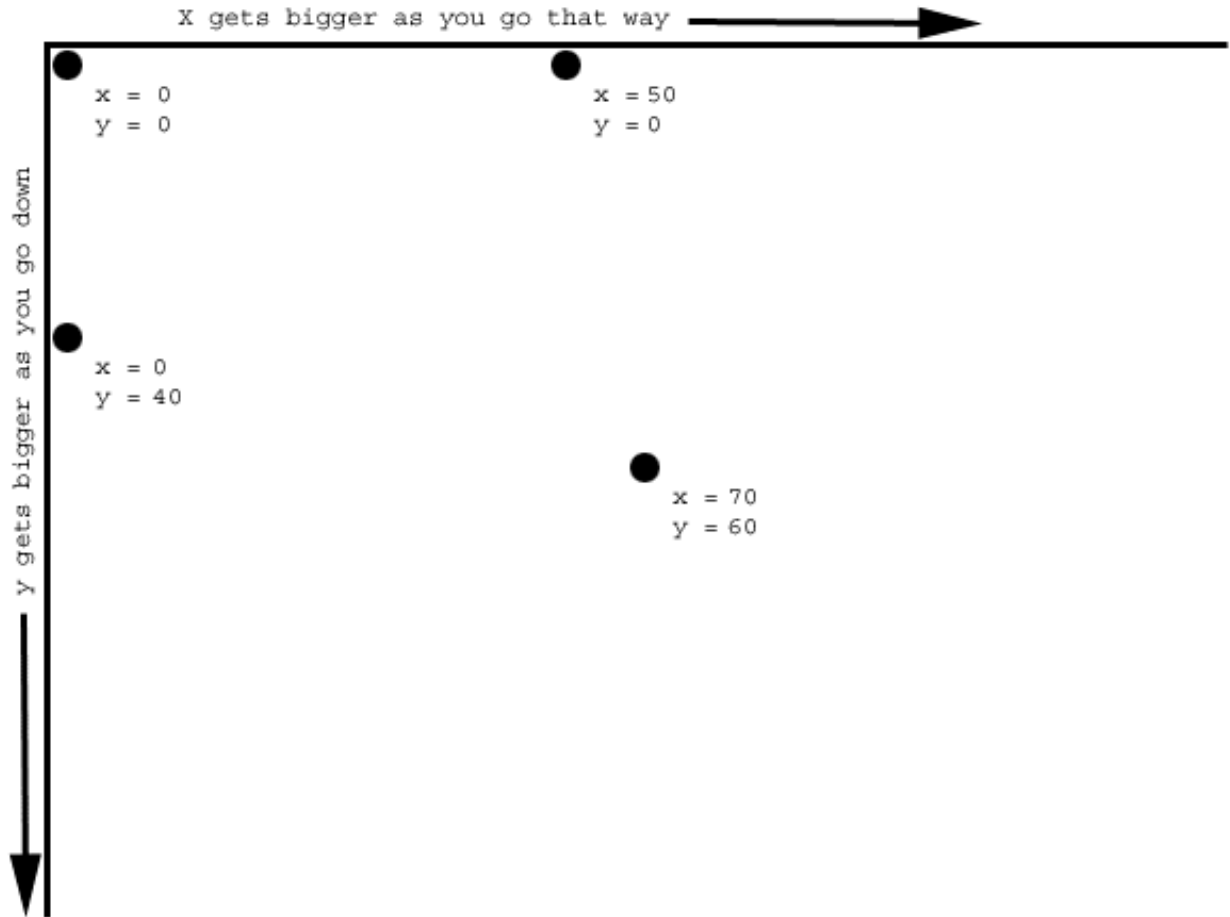 X gets bigger as you go that way
x = 0
y = 0
x = 50
y = 0
y gets bigger as you go down
x = 0
y = 40
x = 70
y = 60